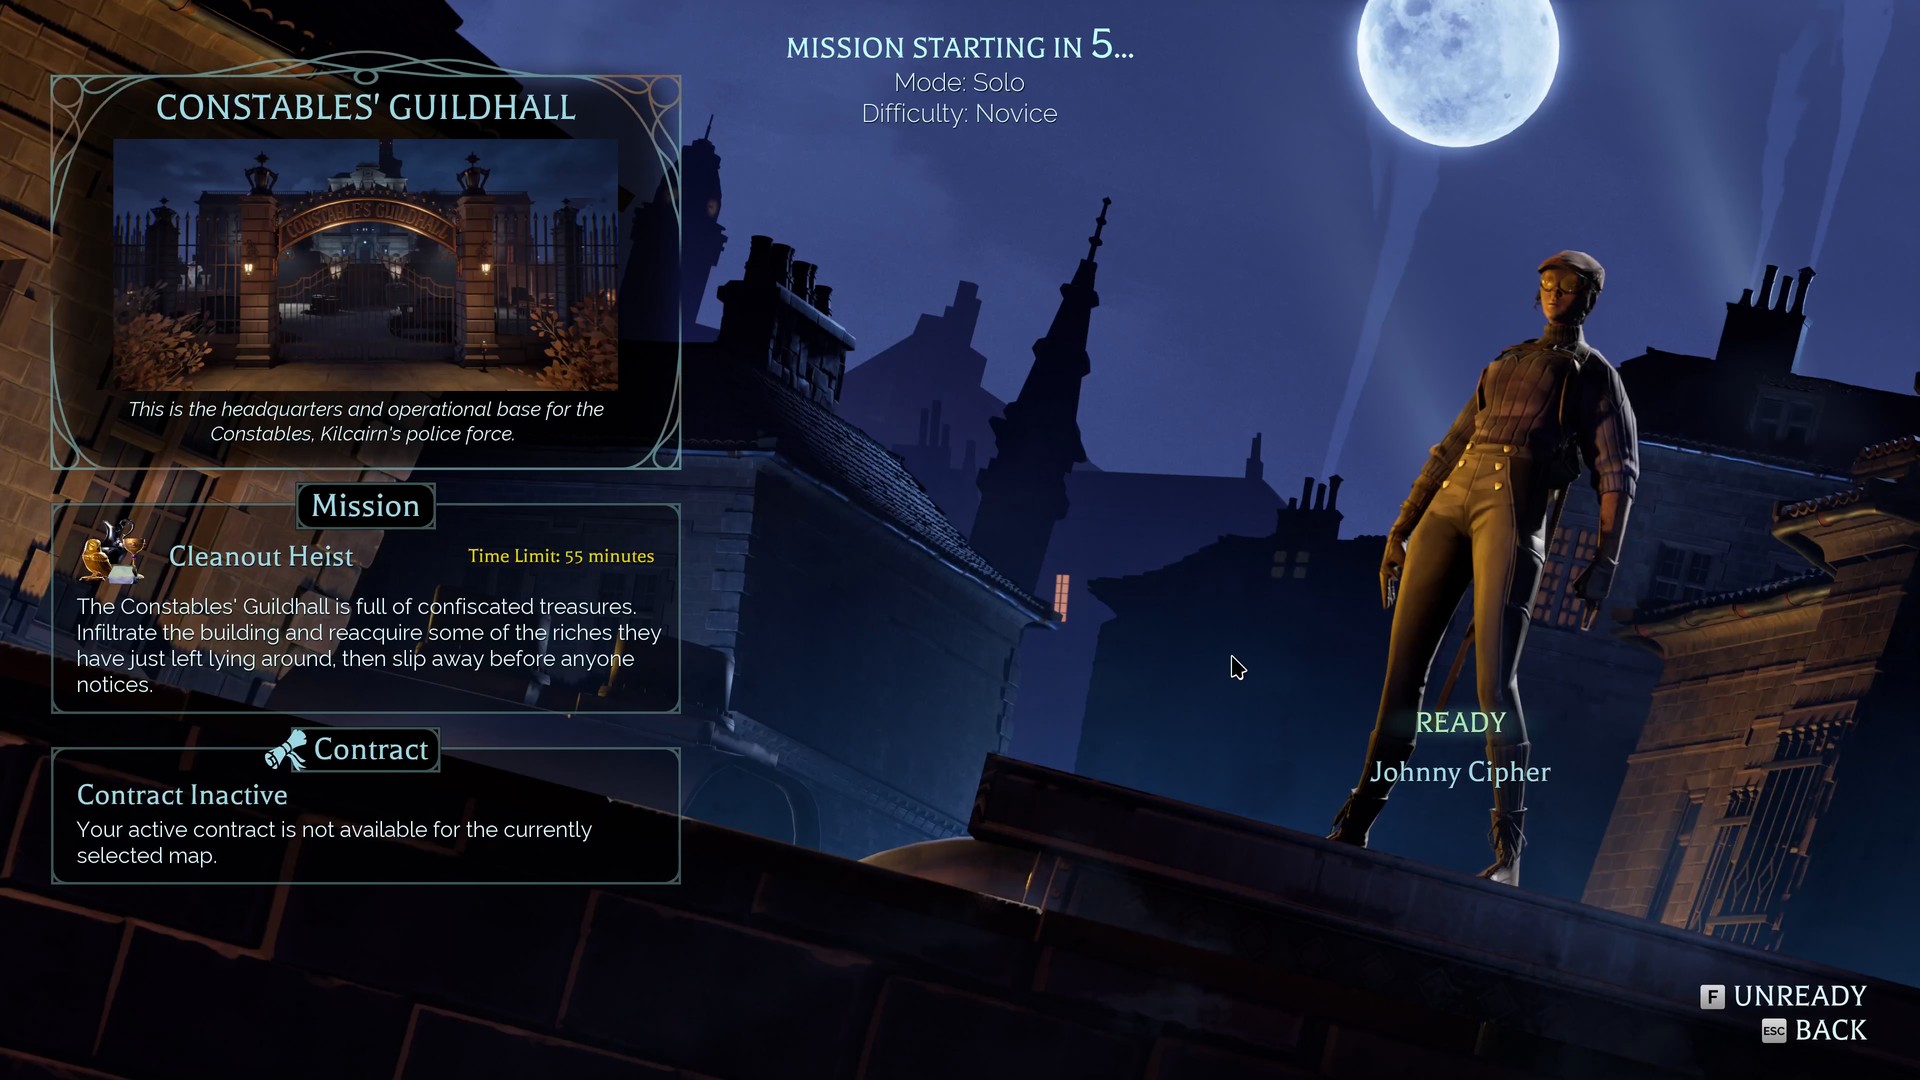 MISSION STARTING IN 5...
Mode: Solo
Difficulty: Novice
CONSTABLES' GUILDHALL
CONSTABLES GUILDHALL
This is the headquarters and operational base for the
Constables, Kilcairn's police force.
Mission
Cleanout Heist
Time Limit: 55 minutes
The Constables' Guildhall is full of confiscated treasures.
Infiltrate the building and reacquire some of the riches they
have just left lying around, then slip away before anyone
notices.
Contract
Contract Inactive
Your active contract is not available for the currently
selected map.
READY
Johnny Cipher
F UNREADY
ESC BACK